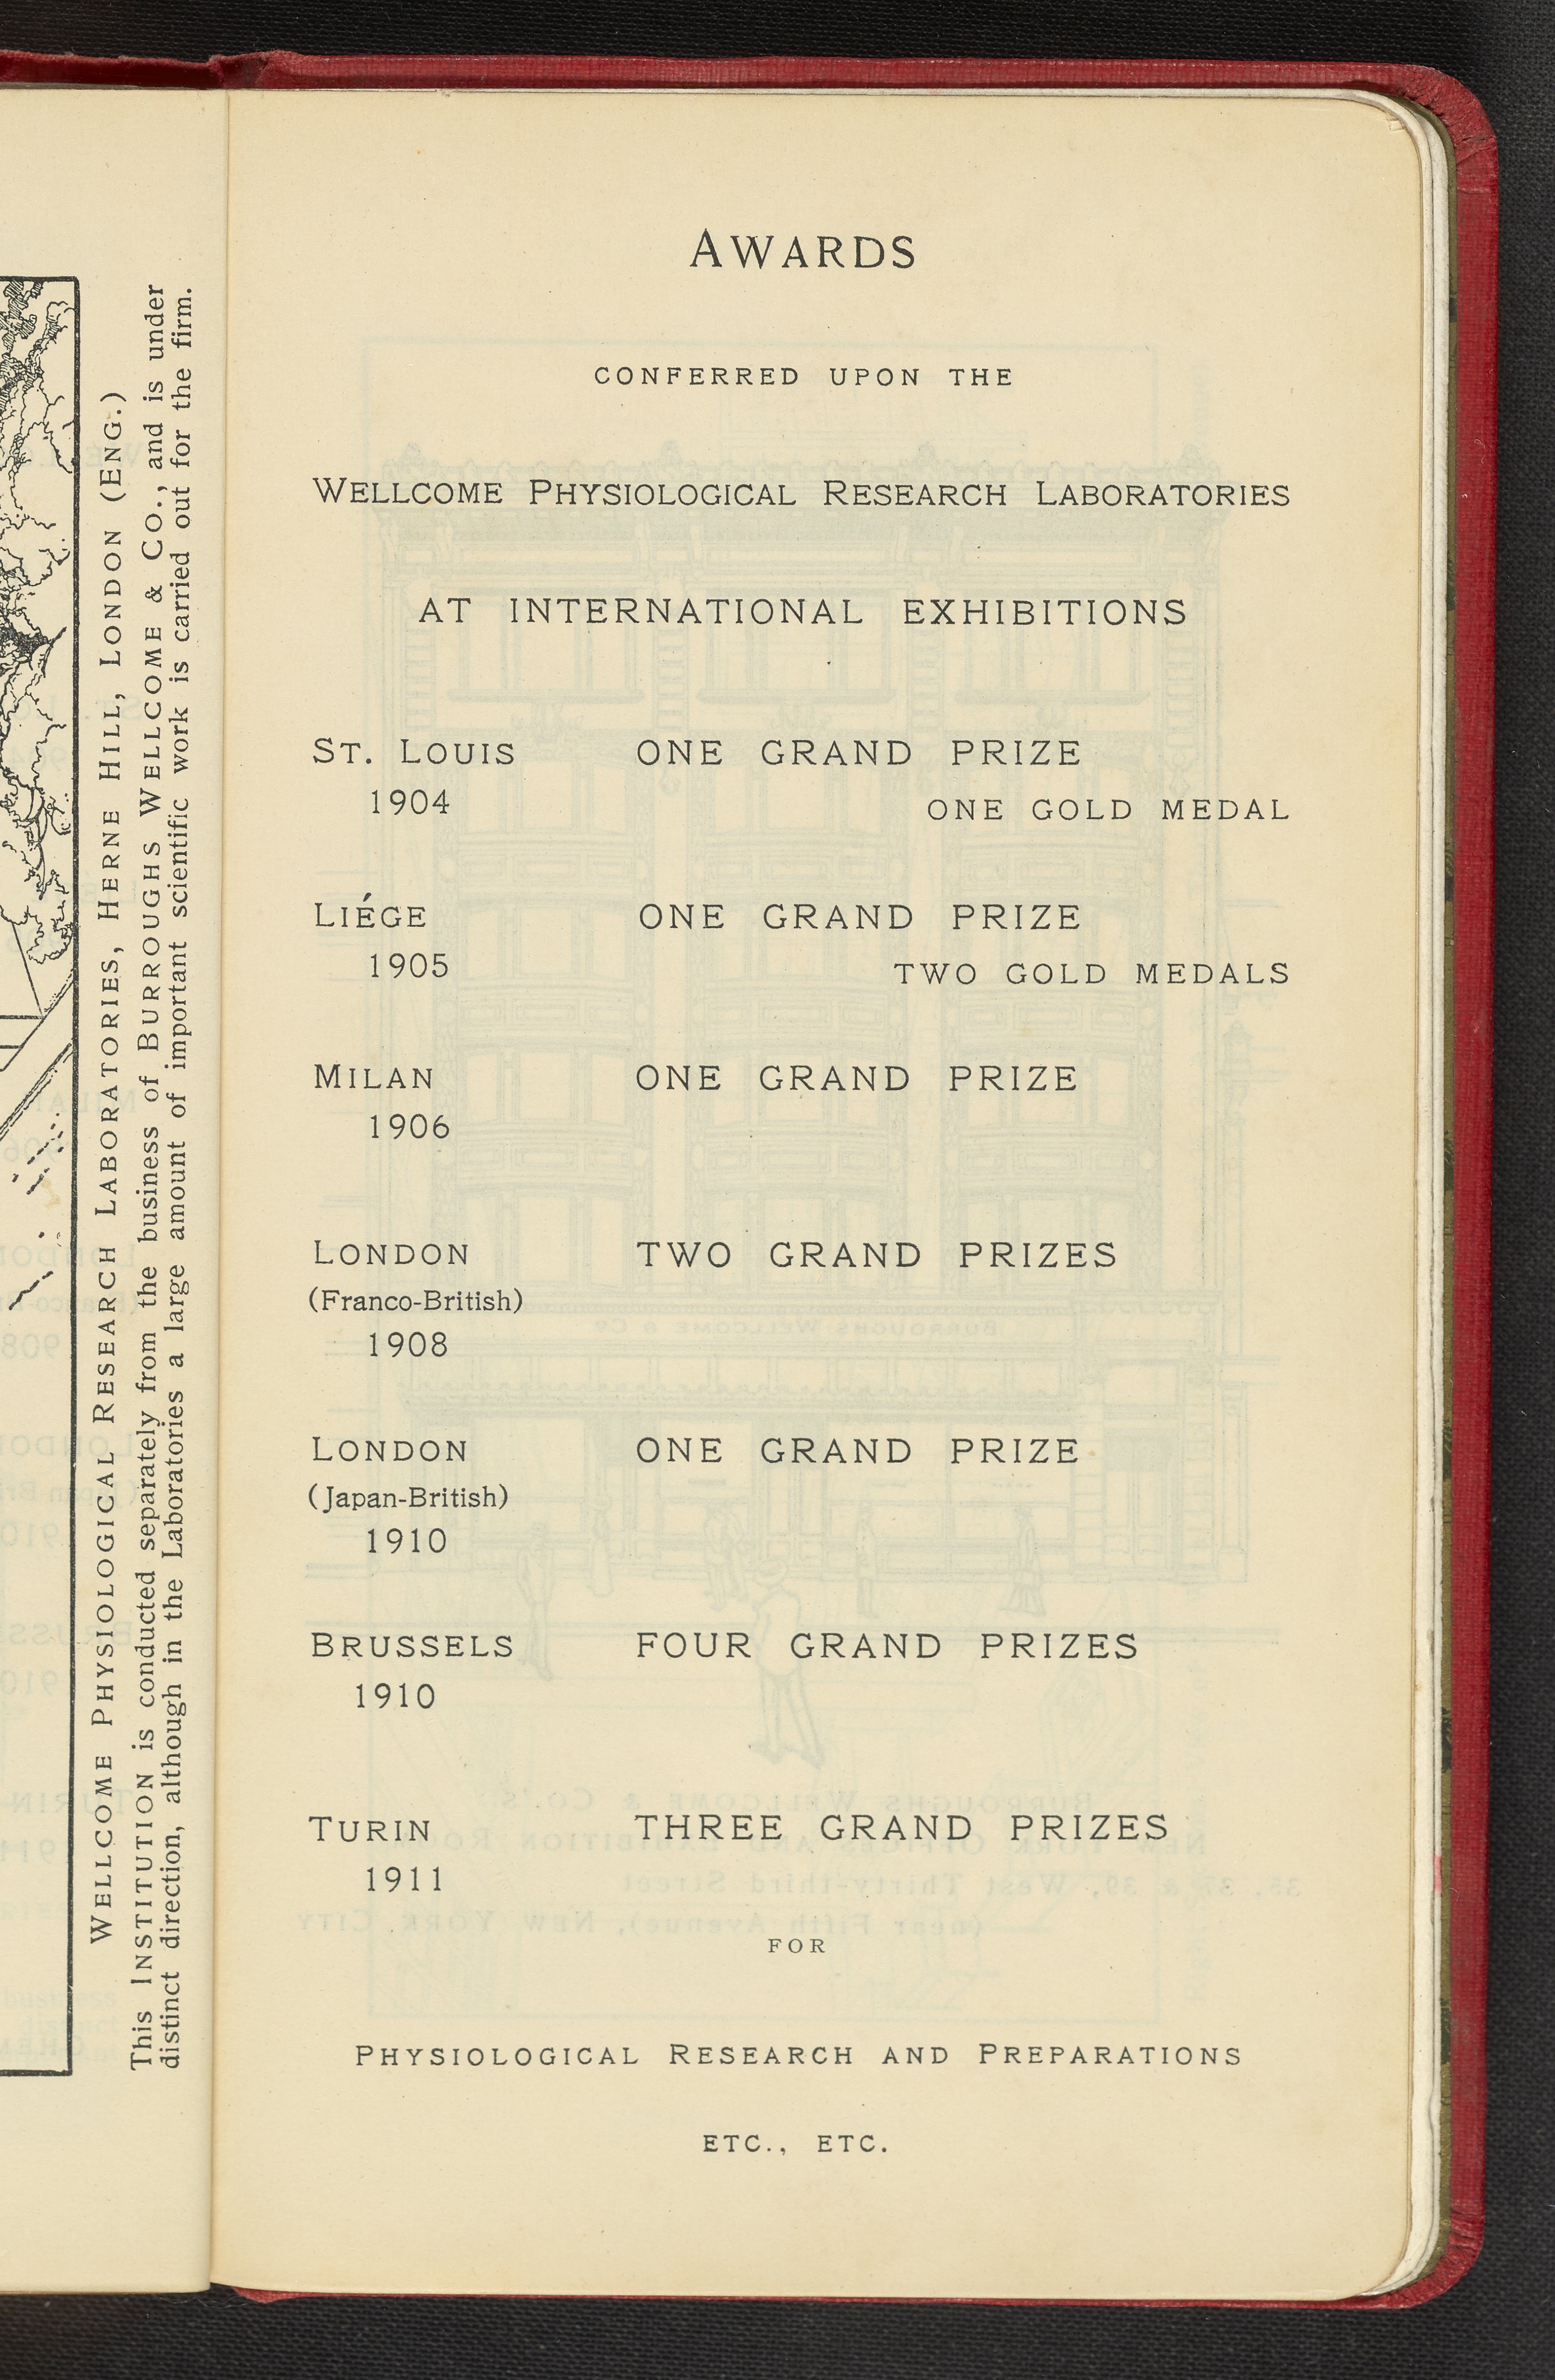 WELLCOME PHYSIOLOGICAL RESEARCH LABORATORIES, HERNE HILL, LONDON (ENG.)
This INSTITUTION is conducted separately from the business of BURROUGHS WELLCOME & CO., and is under
distinct direction, although in the Laboratories a large amount of important scientific work is carried out for the firm.
AWARDS
CONFERRED UPON THE
WELLCOME PHYSIOLOGICAL RESEARCH LABORATORIES
AT INTERNATIONAL EXHIBITIONS
ST. LOUIS ONE GRAND PRIZE
1904 ONE GOLD MEDAL
LIÉGE ONE GRAND PRIZE
1905 TWO GOLD MEDALS
MILAN ONE GRAND PRIZE
1906
LONDON TWO GRAND PRIZES
(Franco-British)
1908
LONDON ONE GRAND PRIZE
(Japan-British)
1910
BRUSSELS FOUR GRAND PRIZES
1910
TURIN THREE GRAND PRIZES
1911
FOR
PHYSIOLOGICAL RESEARCH AND PREPARATIONS
ETC., ETC.